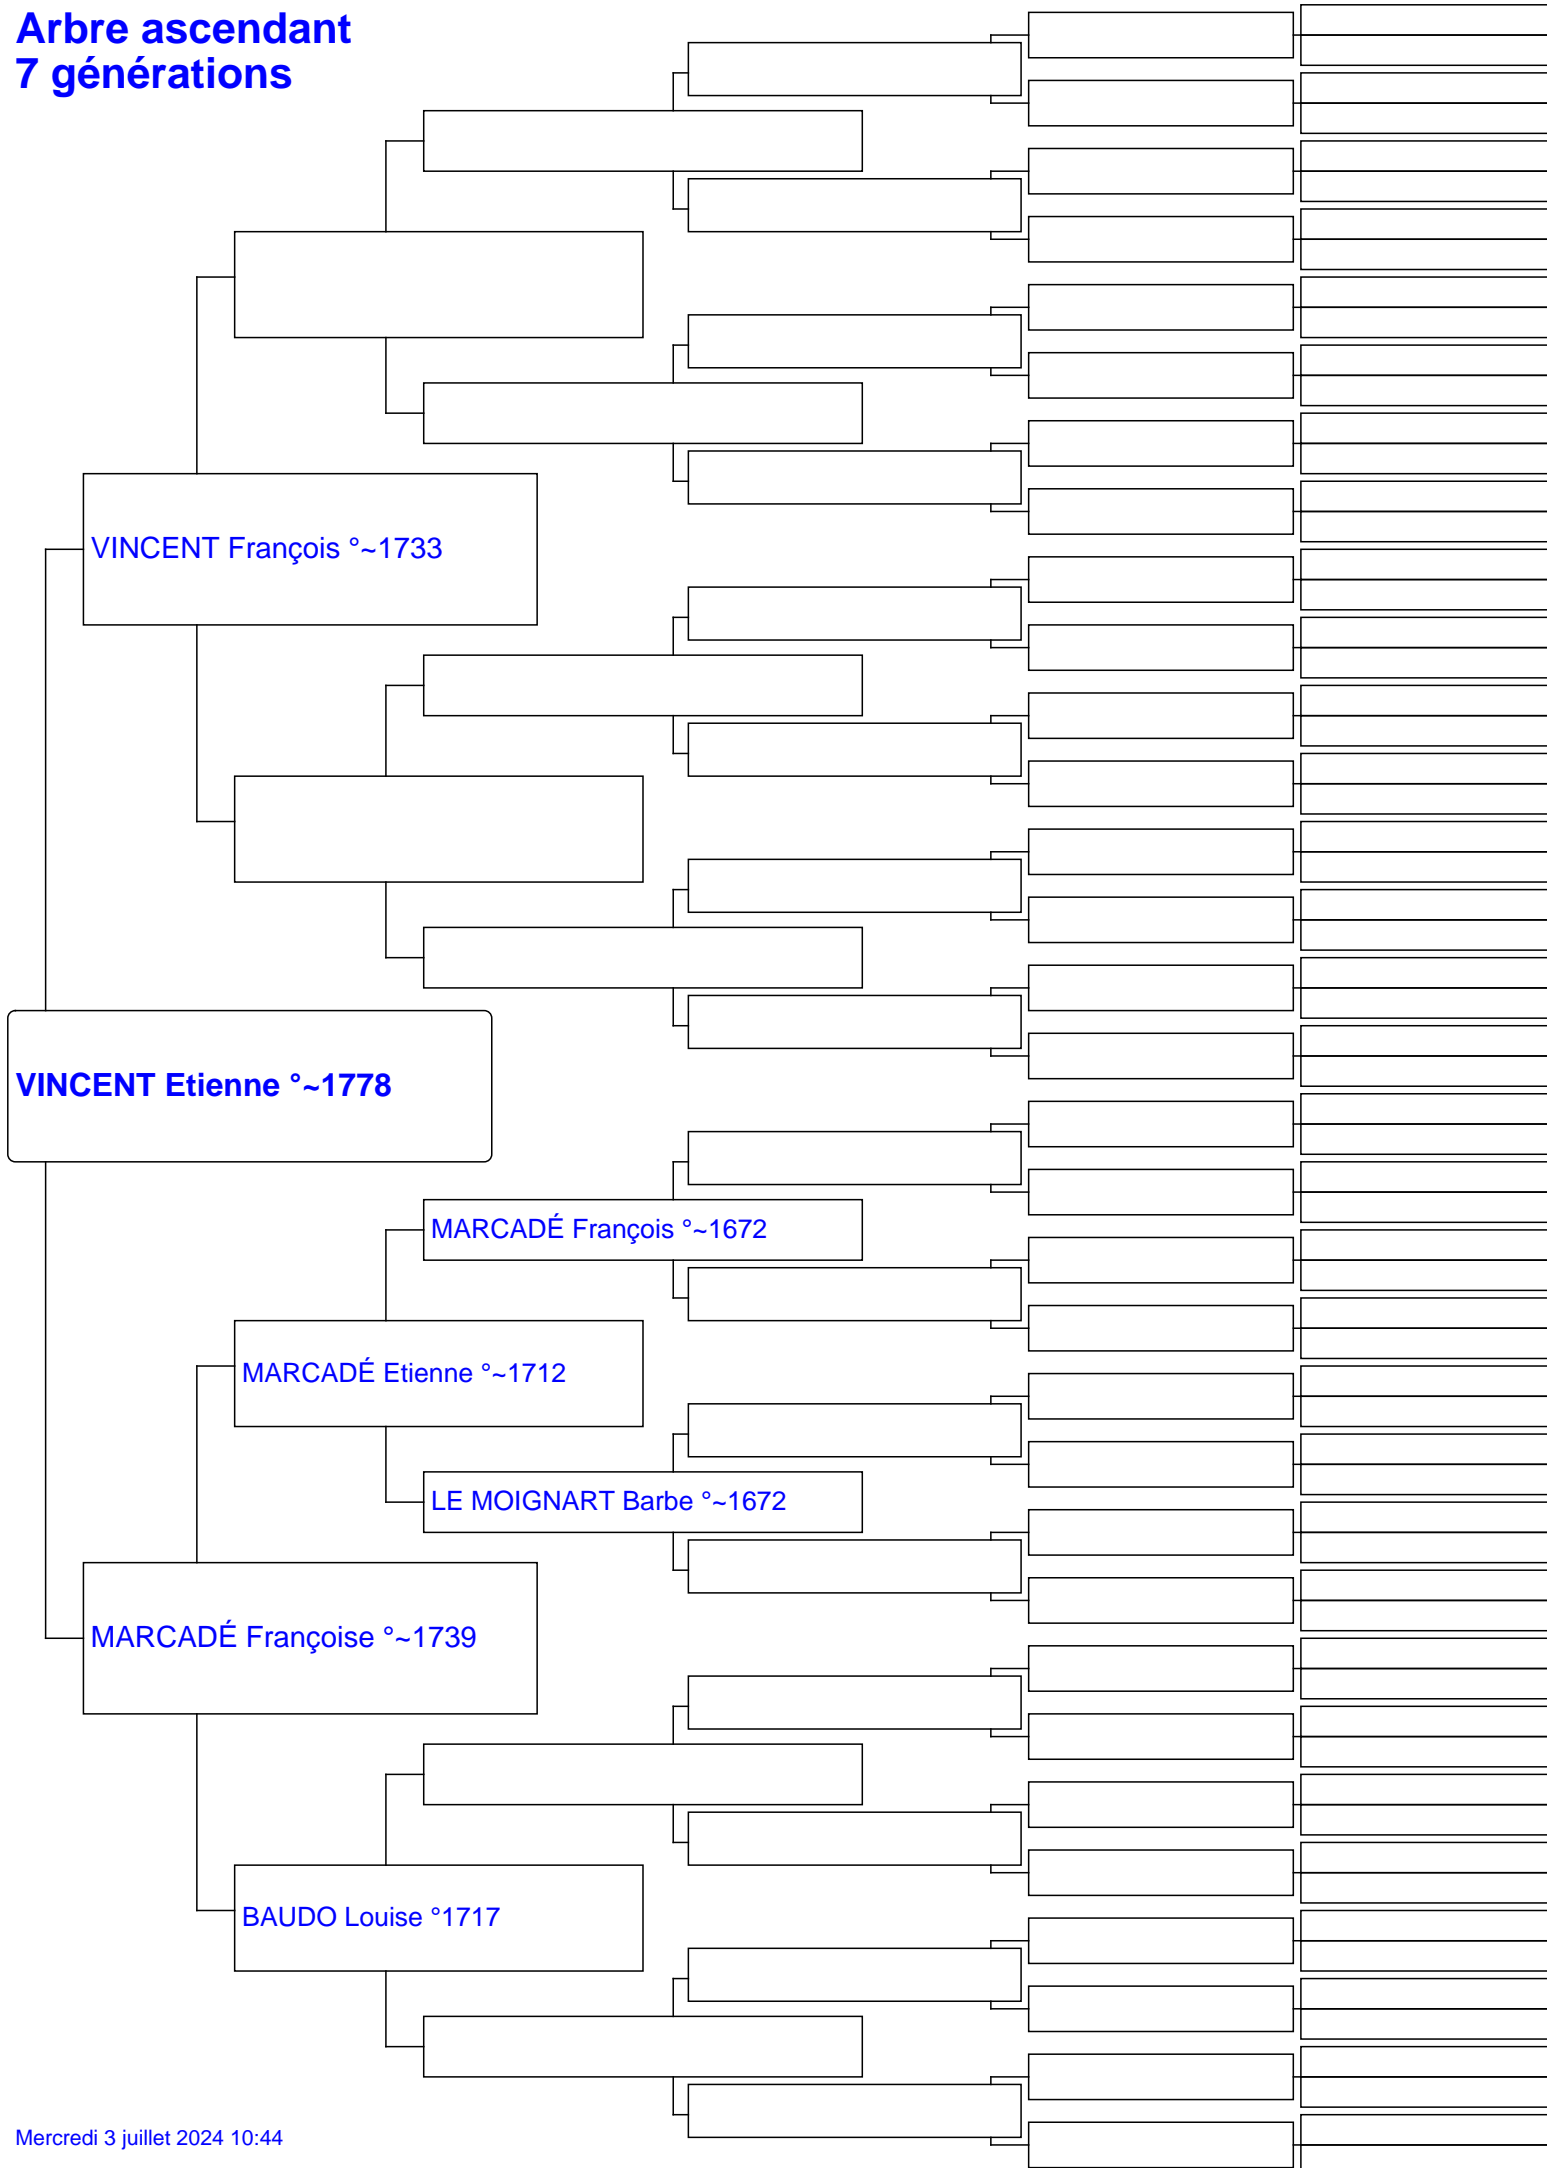 Arbre ascendant
7 générations
VINCENT François °~1733
VINCENT Etienne °~1778
MARCADÉ François °~1672
MARCADÉ Etienne °~1712
LE MOIGNART Barbe °~1672
MARCADÉ Françoise °~1739
BAUDO Louise °1717
Mercredi 3 juillet 2024 10:44